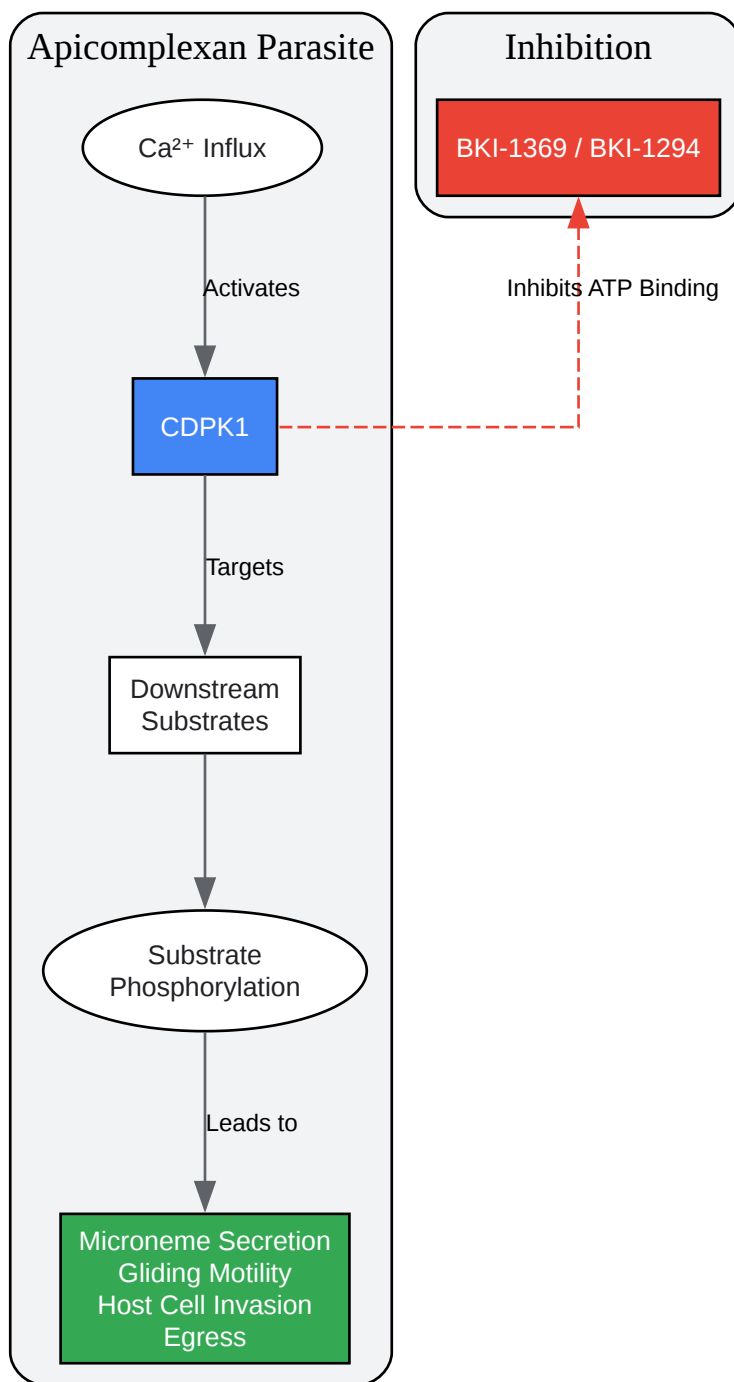 Apicomplexan Parasite
Inhibition
Ca²⁺ Influx
BKI-1369 / BKI-1294
Activates
Inhibits ATP Binding
CDPK1
Targets
Downstream
Substrates
Substrate
Phosphorylation
Leads to
Microneme Secretion
Gliding Motility
Host Cell Invasion
Egress